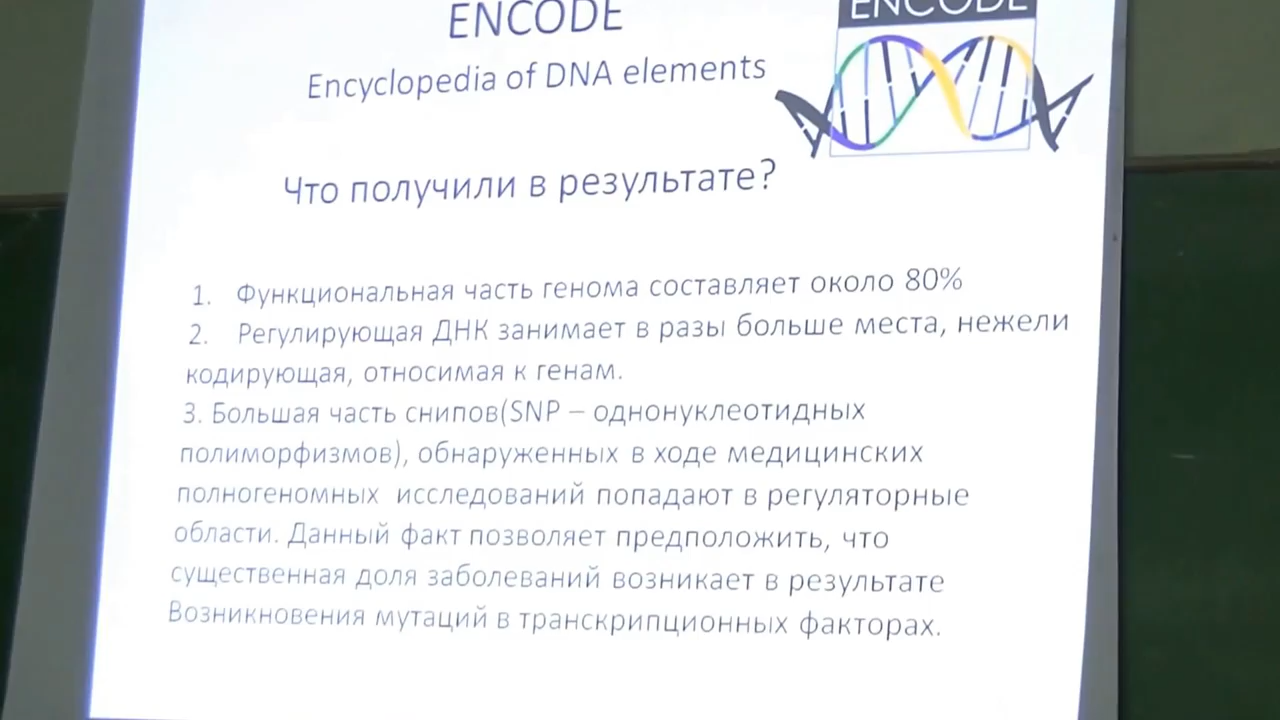 ENCODE
ENCODE
Encyclopedia of DNA elements
Что получили в результате?
1. Функциональная часть генома составляет около 80%
2. Регулирующая ДНК занимает в разы больше места, нежели
кодирующая, относимая к генам.
3. Большая часть снипов(SNP – однонуклеотидных
полиморфизмов), обнаруженных в ходе медицинских
полногеномных исследований попадают в регуляторные
области. Данный факт позволяет предположить, что
существенная доля заболеваний возникает в результате
Возникновения мутаций в транскрипционных факторах.